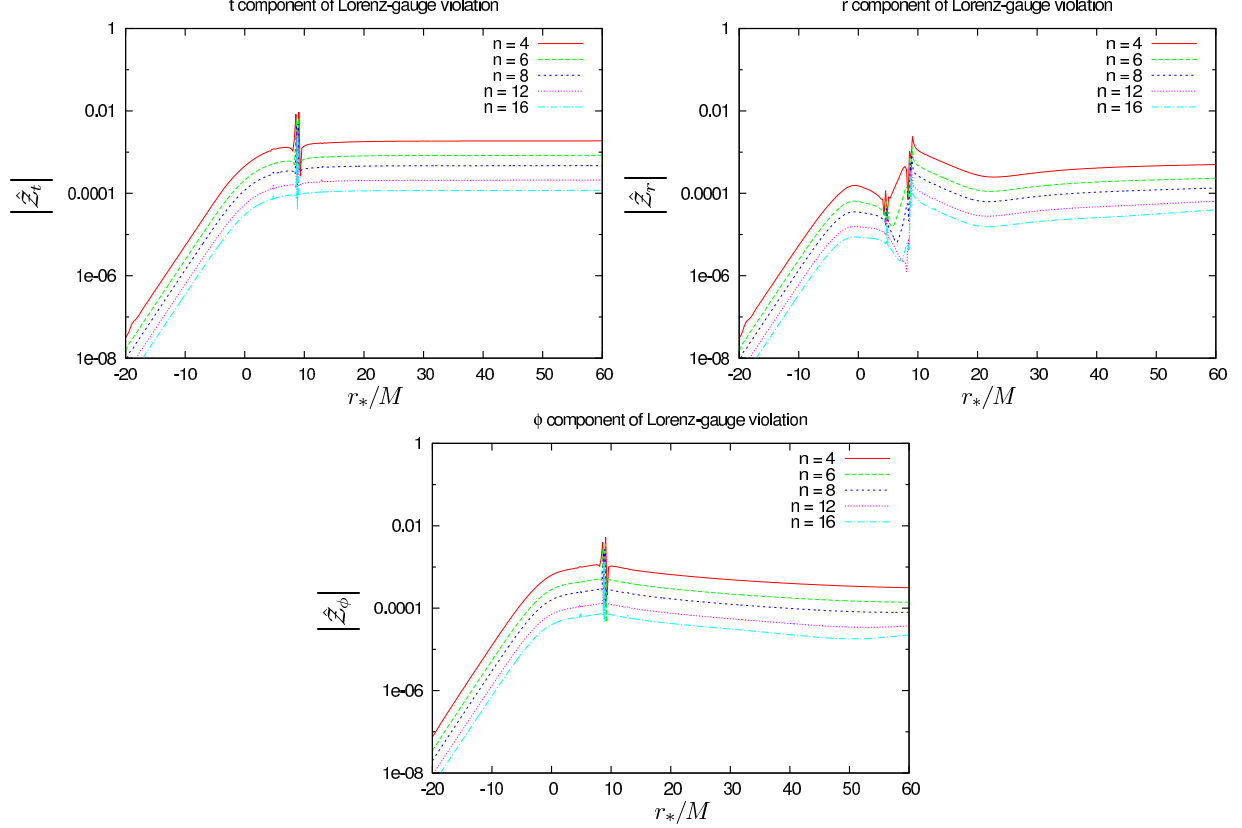 t component of Lorenz-gauge violation
1
0.01
0.0001
1e-06
1e-08
-20 -10 0 10 20 30 40 50 60
n = 4
n = 6
n = 8
n = 12
n = 16
|Ẑ_t|
r_*/M
r component of Lorenz-gauge violation
1
0.01
0.0001
1e-06
1e-08
-20 -10 0 10 20 30 40 50 60
n = 4
n = 6
n = 8
n = 12
n = 16
|Ẑ_r|
r_*/M
ϕ component of Lorenz-gauge violation
1
0.01
0.0001
1e-06
1e-08
-20 -10 0 10 20 30 40 50 60
n = 4
n = 6
n = 8
n = 12
n = 16
|Ẑ_ϕ|
r_*/M